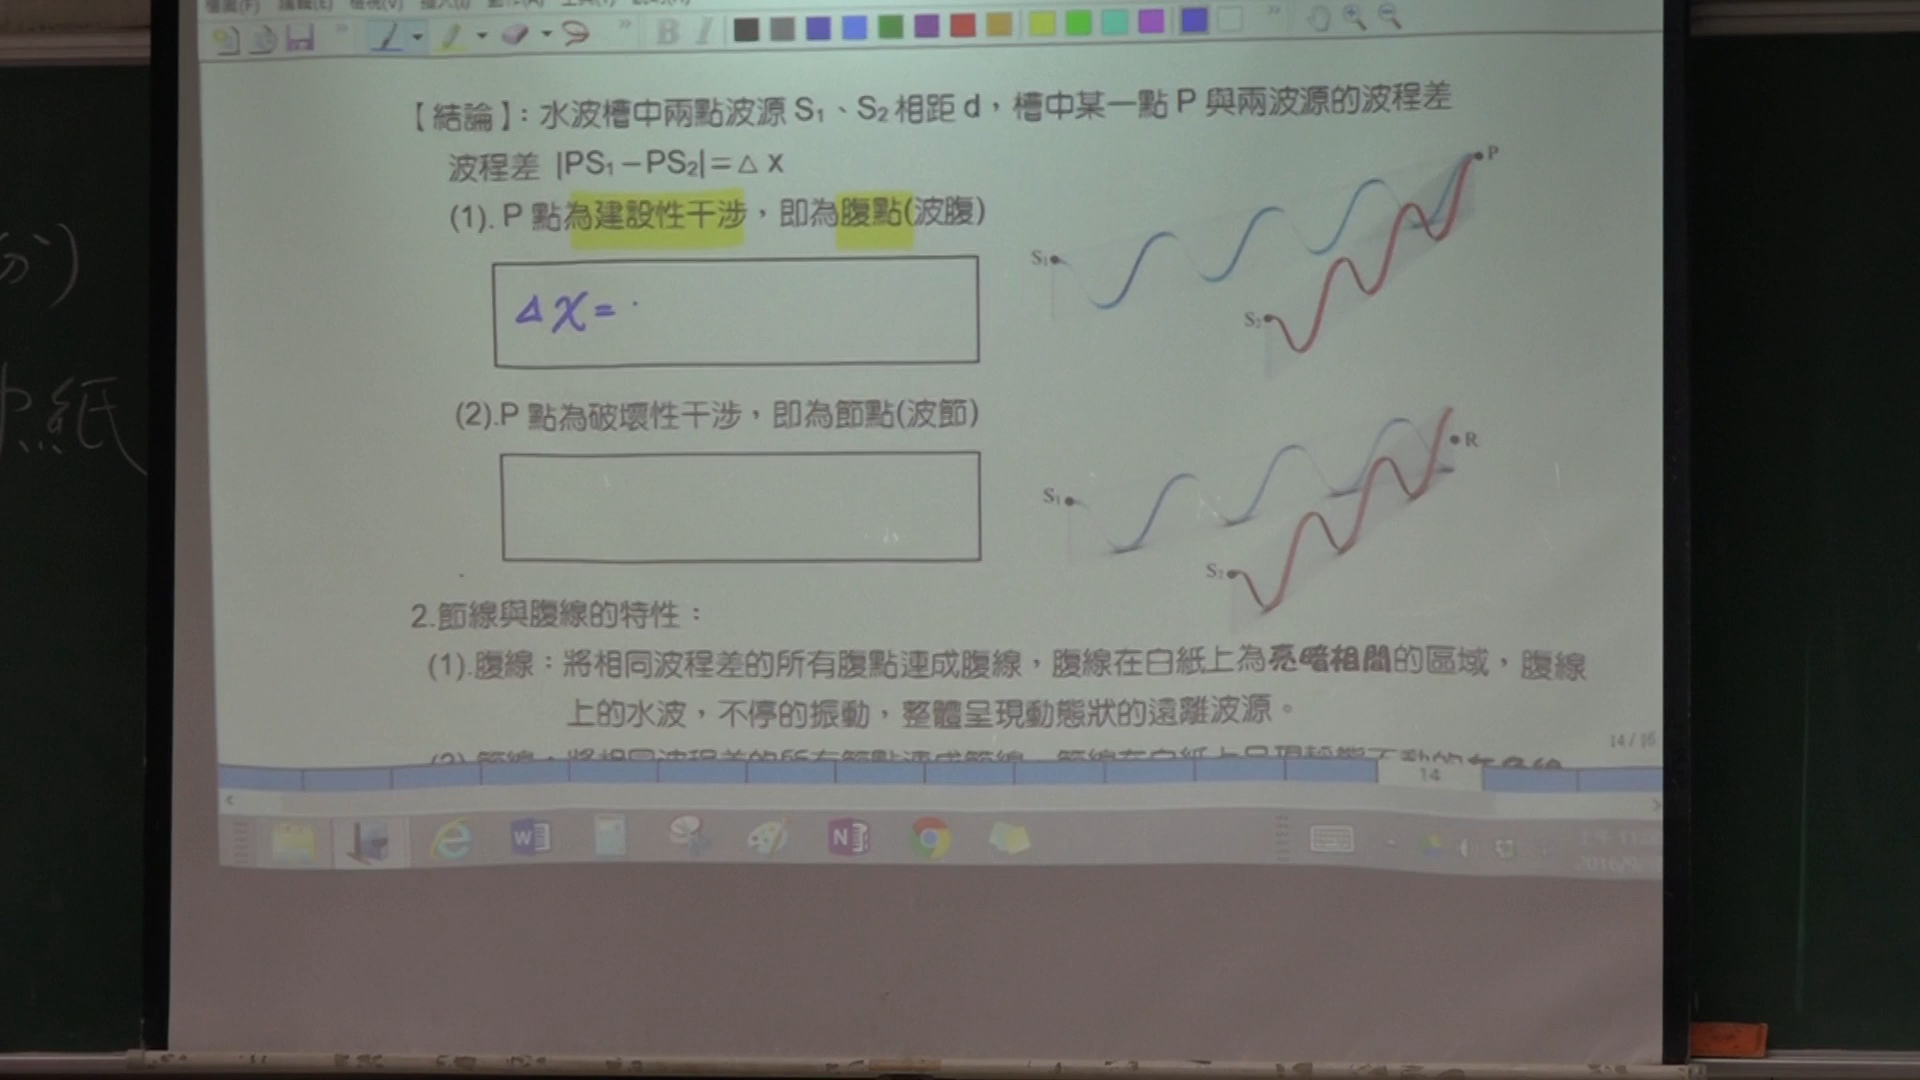 【結論】：水波槽中兩點波源 S₁、S₂ 相距 d，槽中某一點 P 與兩波源的波程差
波程差 |PS₁－PS₂|＝△ x
(1). P 點為建設性干涉，即為腹點(波腹)
Δx=
P
S₁
S₂
(2).P 點為破壞性干涉，即為節點(波節)
R
S₁
S₂
2.節線與腹線的特性：
(1).腹線：將相同波程差的所有腹點連成腹線，腹線在白紙上為亮暗相間的區域，腹線
上的水波，不停的振動，整體呈現動態狀的遠離波源。
14 / 16
14